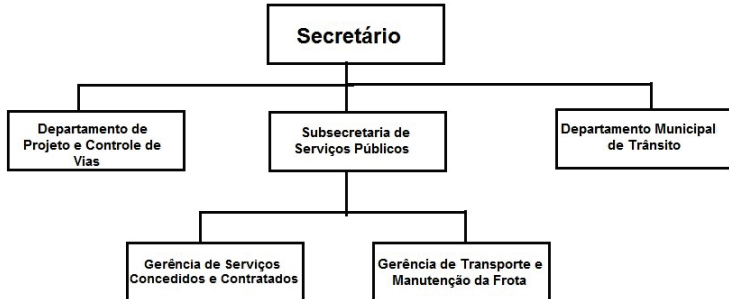 Secretário
Departamento de
Projeto e Controle de
Vias
Subsecretaria de
Serviços Públicos
Departamento Municipal
de Trânsito
Gerência de Serviços
Concedidos e Contratados
Gerência de Transporte e
Manutenção da Frota